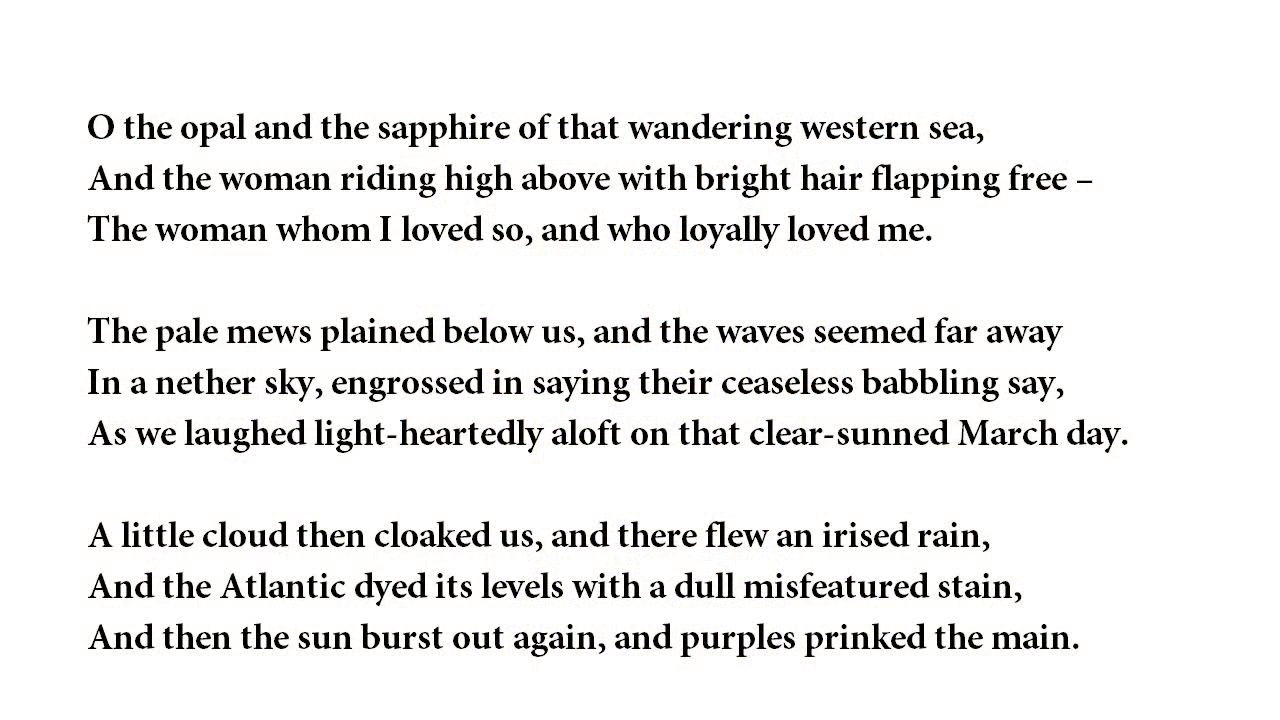 O the opal and the sapphire of that wandering western sea,
And the woman riding high above with bright hair flapping free –
The woman whom I loved so, and who loyally loved me.
The pale mews plained below us, and the waves seemed far away
In a nether sky, engrossed in saying their ceaseless babbling say,
As we laughed light-heartedly aloft on that clear-sunned March day.
A little cloud then cloaked us, and there flew an irised rain,
And the Atlantic dyed its levels with a dull misfeatured stain,
And then the sun burst out again, and purples prinked the main.